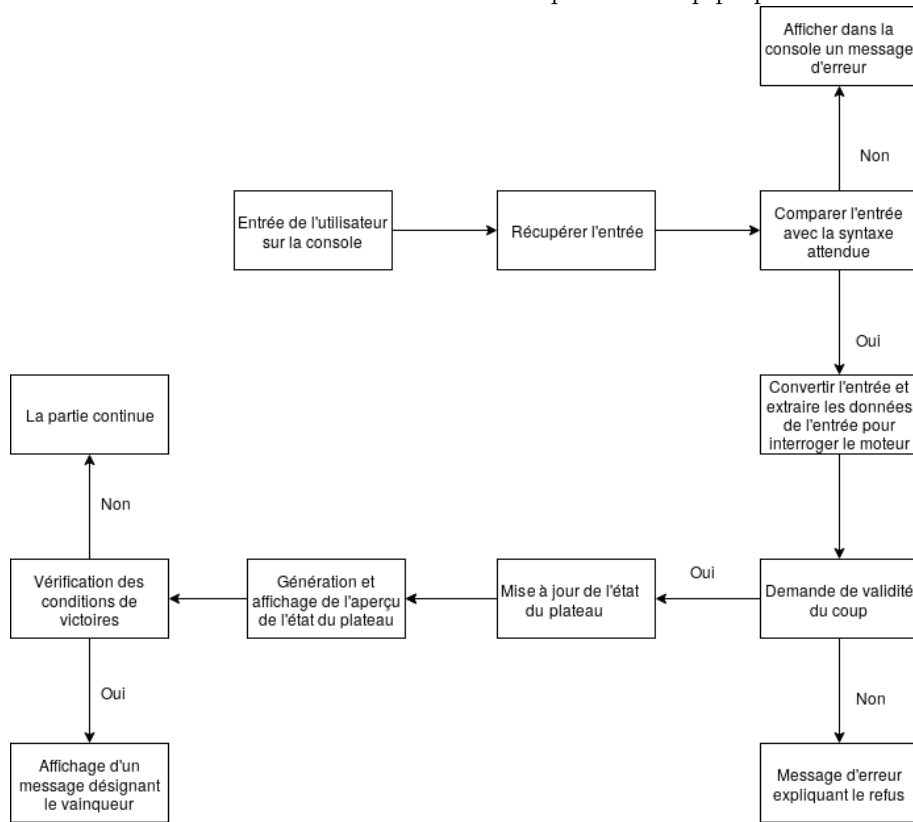 Afficher dans la
console un message
d'erreur
Non
Entrée de l'utilisateur
sur la console
Récupérer l'entrée
Comparer l'entrée
avec la syntaxe
attendue
Oui
La partie continue
Convertir l'entrée et
extraire les données
de l'entrée pour
interroger le moteur
Non
Vérification des
conditions de
victoires
Génération et
affichage de l'aperçu
de l'état du plateau
Mise à jour de l'état
du plateau
Oui
Demande de validité
du coup
Oui
Non
Affichage d'un
message désignant
le vainqueur
Message d'erreur
expliquant le refus